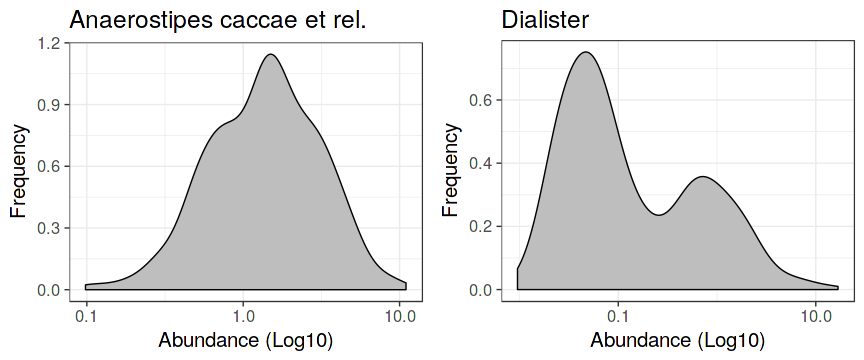 Anaerostipes caccae et rel.
1.2
0.9
0.6
0.3
0.0
Frequency
0.1 1.0 10.0
Abundance (Log10)
Dialister
0.6
0.4
0.2
0.0
Frequency
0.1 10.0
Abundance (Log10)